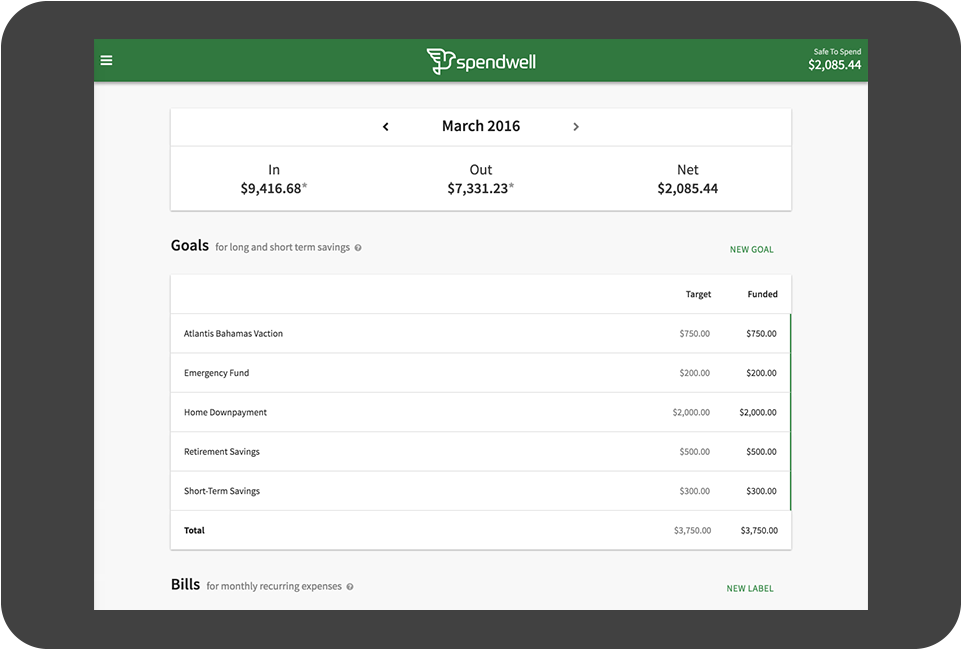 spendwell
Safe To Spend
$2,085.44
March 2016
In Out Net
$9,416.68* $7,331.23* $2,085.44
Goals for long and short term savings NEW GOAL
Target Funded
Atlantis Bahamas Vaction $750.00 $750.00
Emergency Fund $200.00 $200.00
Home Downpayment $2,000.00 $2,000.00
Retirement Savings $500.00 $500.00
Short-Term Savings $300.00 $300.00
Total $3,750.00 $3,750.00
Bills for monthly recurring expenses NEW LABEL